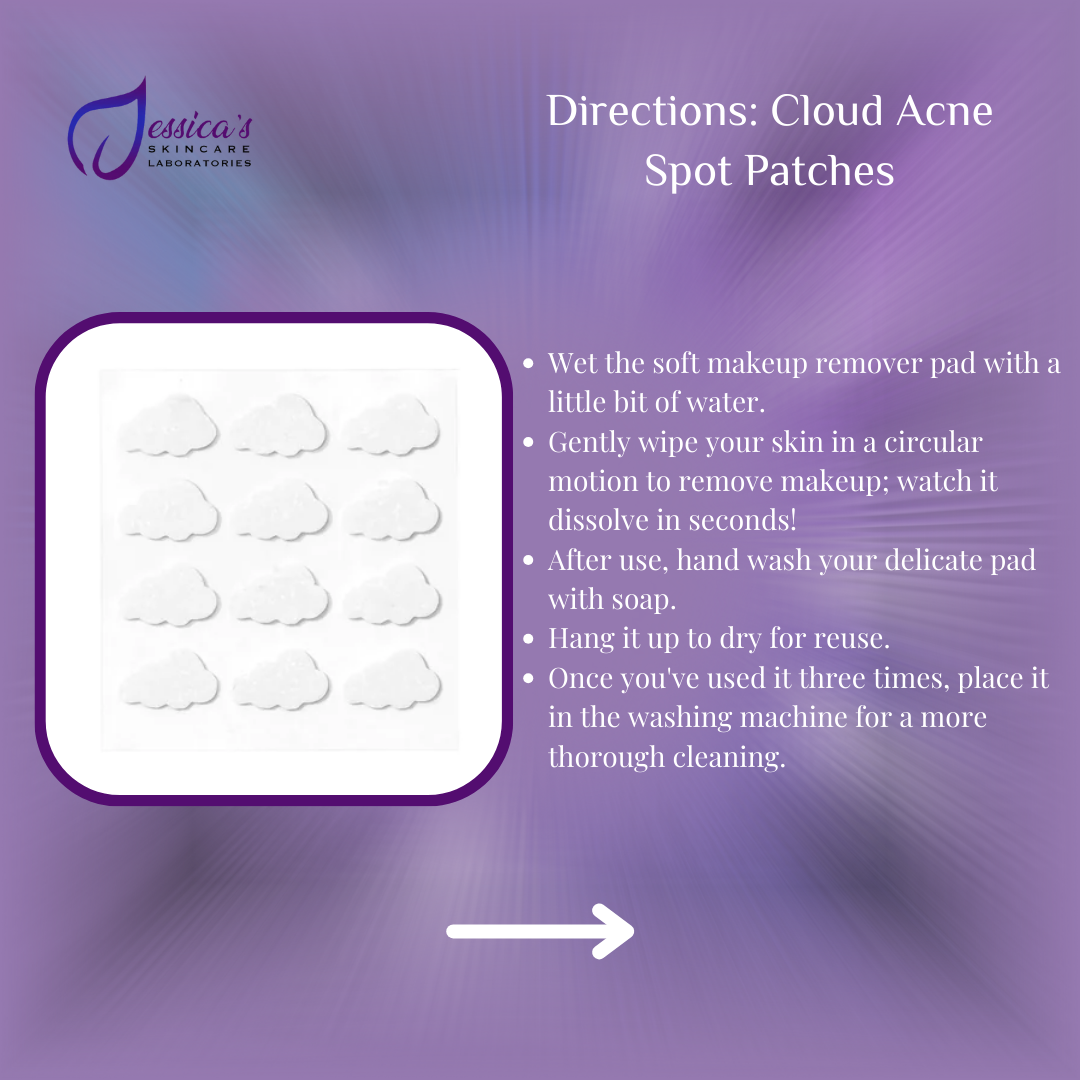 Jessica's
SKINCARE
LABORATORIES
Directions: Cloud Acne
Spot Patches
• Wet the soft makeup remover pad with a
little bit of water.
• Gently wipe your skin in a circular
motion to remove makeup; watch it
dissolve in seconds!
• After use, hand wash your delicate pad
with soap.
• Hang it up to dry for reuse.
• Once you've used it three times, place it
in the washing machine for a more
thorough cleaning.